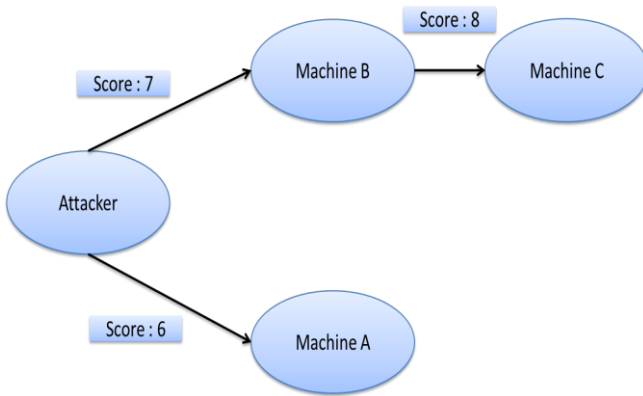 Score : 8
Machine B
Machine C
Score : 7
Attacker
Score : 6
Machine A